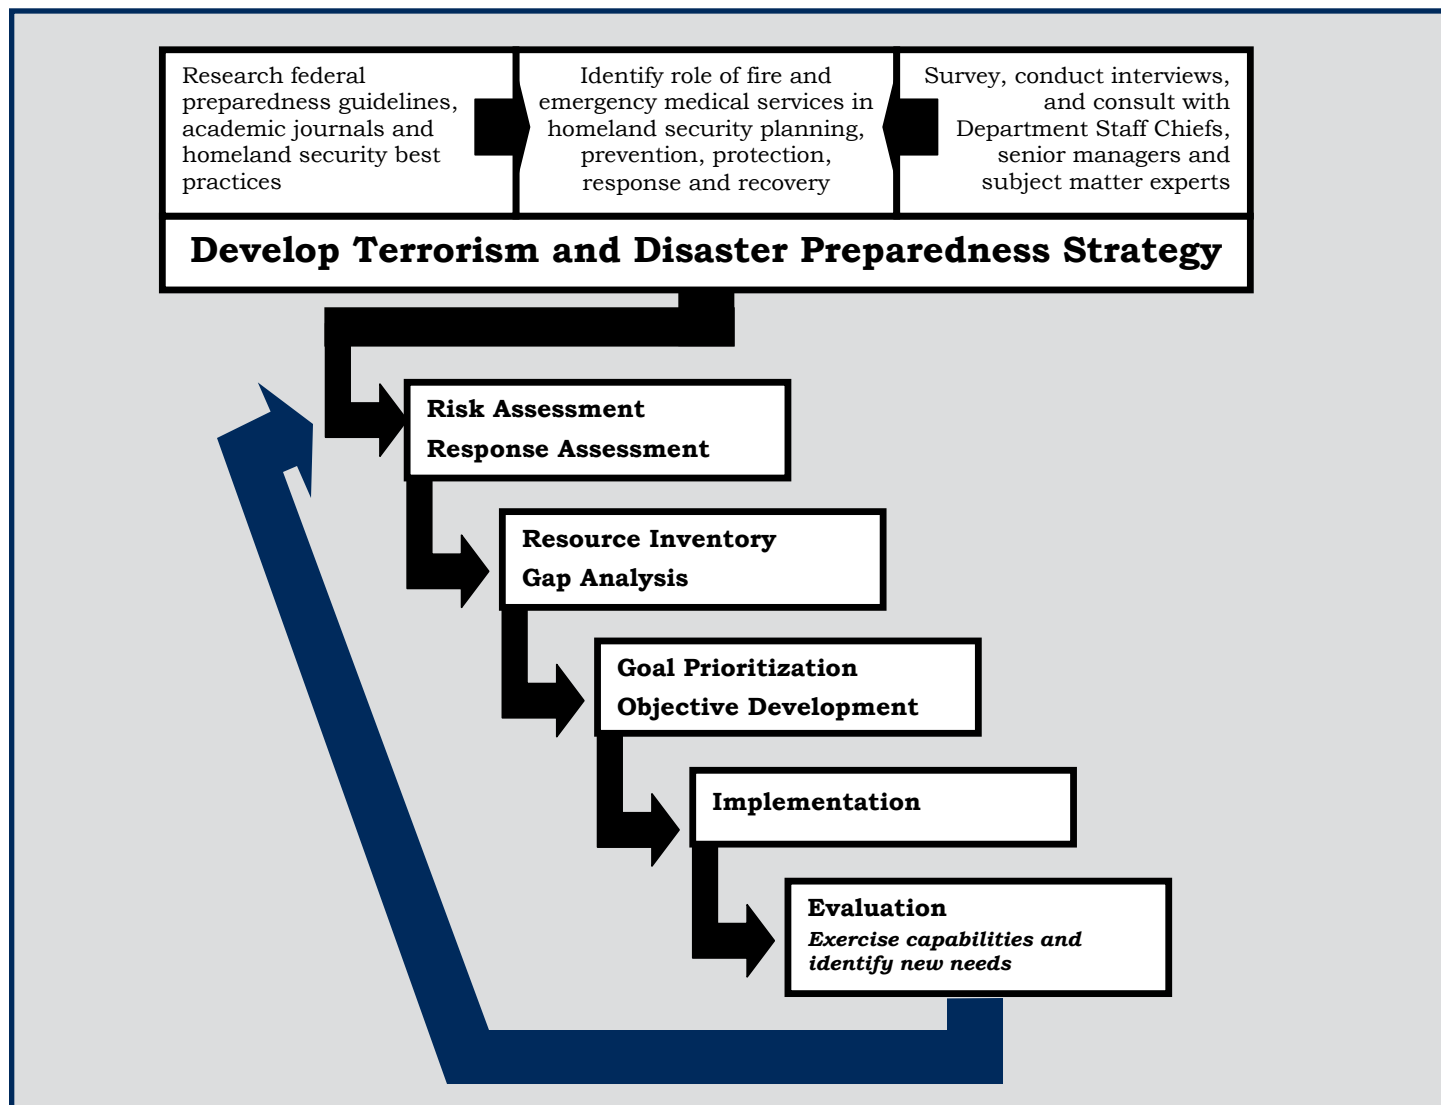 Research federal
preparedness guidelines,
academic journals and
homeland security best
practices
Identify role of fire and
emergency medical services in
homeland security planning,
prevention, protection,
response and recovery
Survey, conduct interviews,
and consult with
Department Staff Chiefs,
senior managers and
subject matter experts
Develop Terrorism and Disaster Preparedness Strategy
Risk Assessment
Response Assessment
Resource Inventory
Gap Analysis
Goal Prioritization
Objective Development
Implementation
Evaluation
Exercise capabilities and
identify new needs